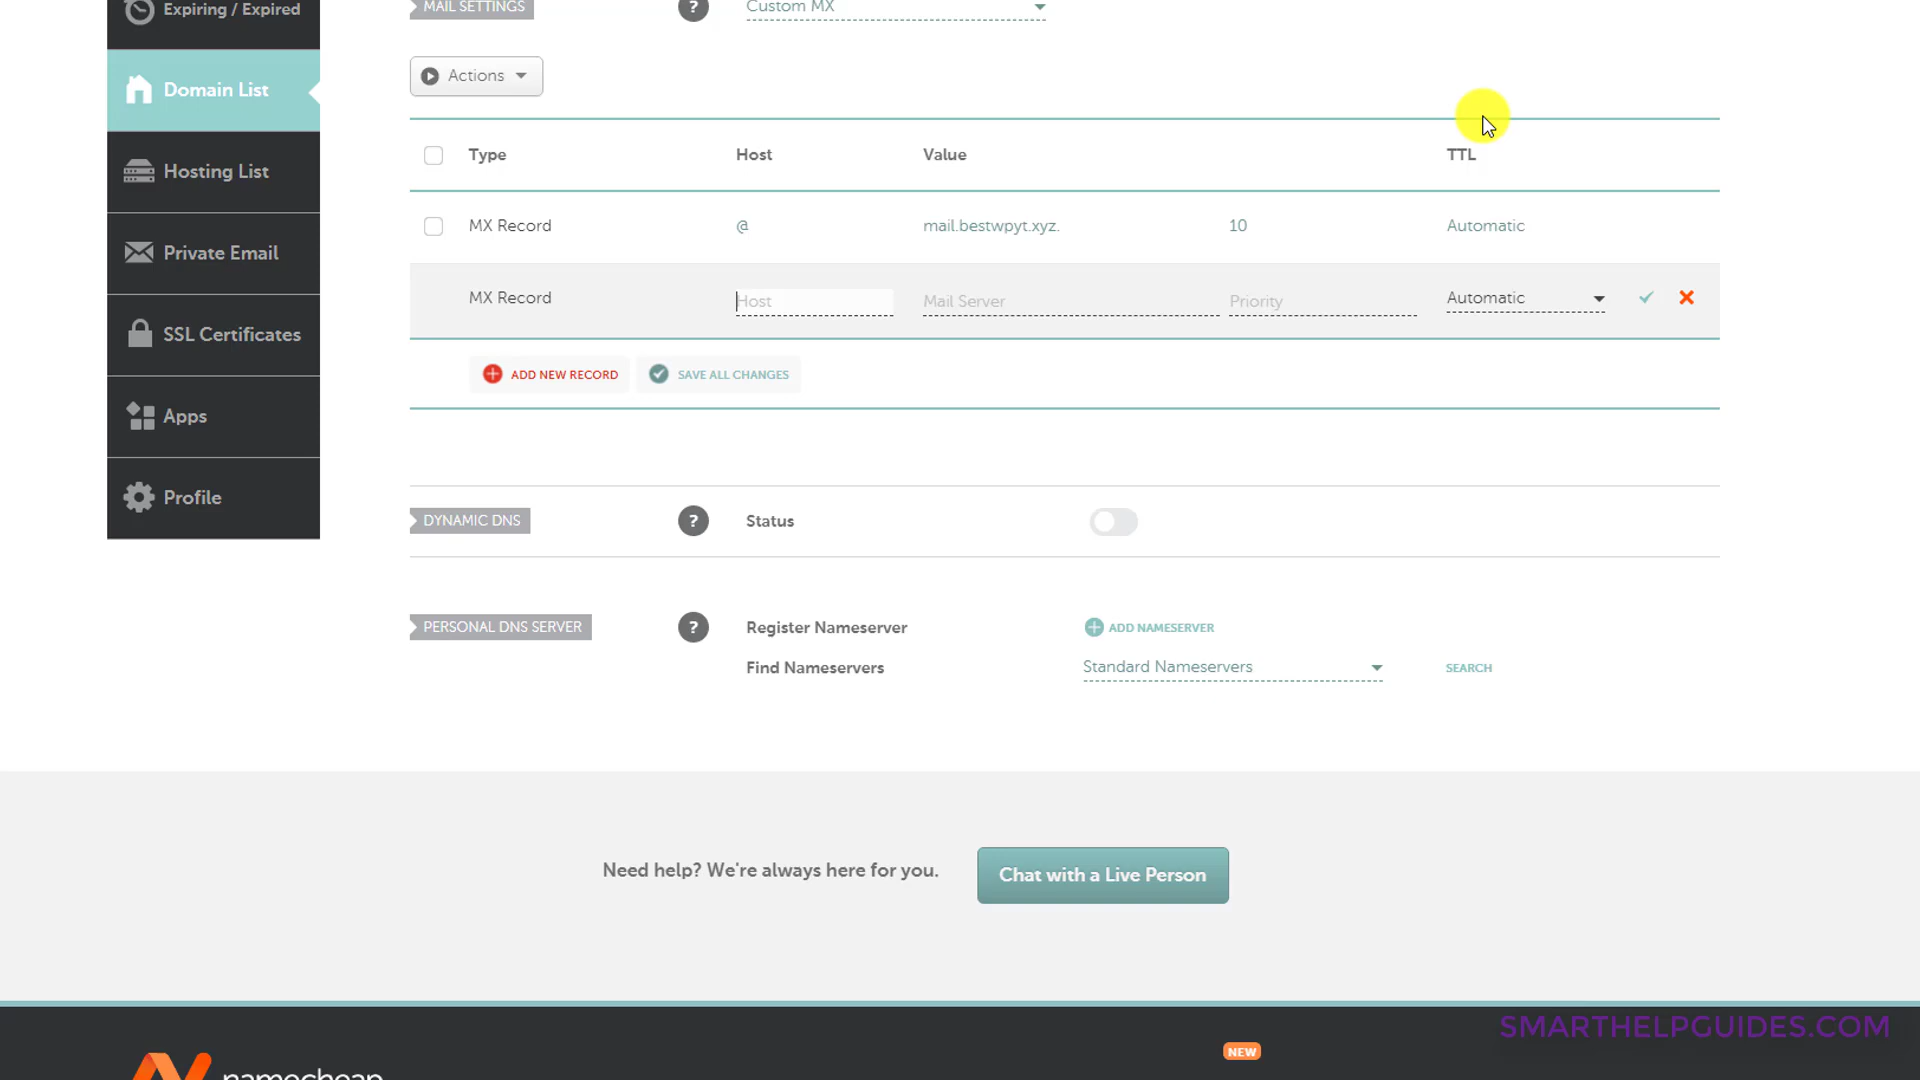 Expiring / Expired
Domain List
Hosting List
Private Email
SSL Certificates
Apps
Profile
MAIL SETTINGS ? Custom MX
Actions
Type Host Value TTL
MX Record @ mail.bestwpyt.xyz. 10 Automatic
MX Record Host Mail Server Priority Automatic
ADD NEW RECORD SAVE ALL CHANGES
DYNAMIC DNS ? Status
PERSONAL DNS SERVER ? Register Nameserver ADD NAMESERVER
Find Nameservers Standard Nameservers SEARCH
Need help? We're always here for you. Chat with a Live Person
SMARTHELPGUIDES.COM
NEW
namecheap